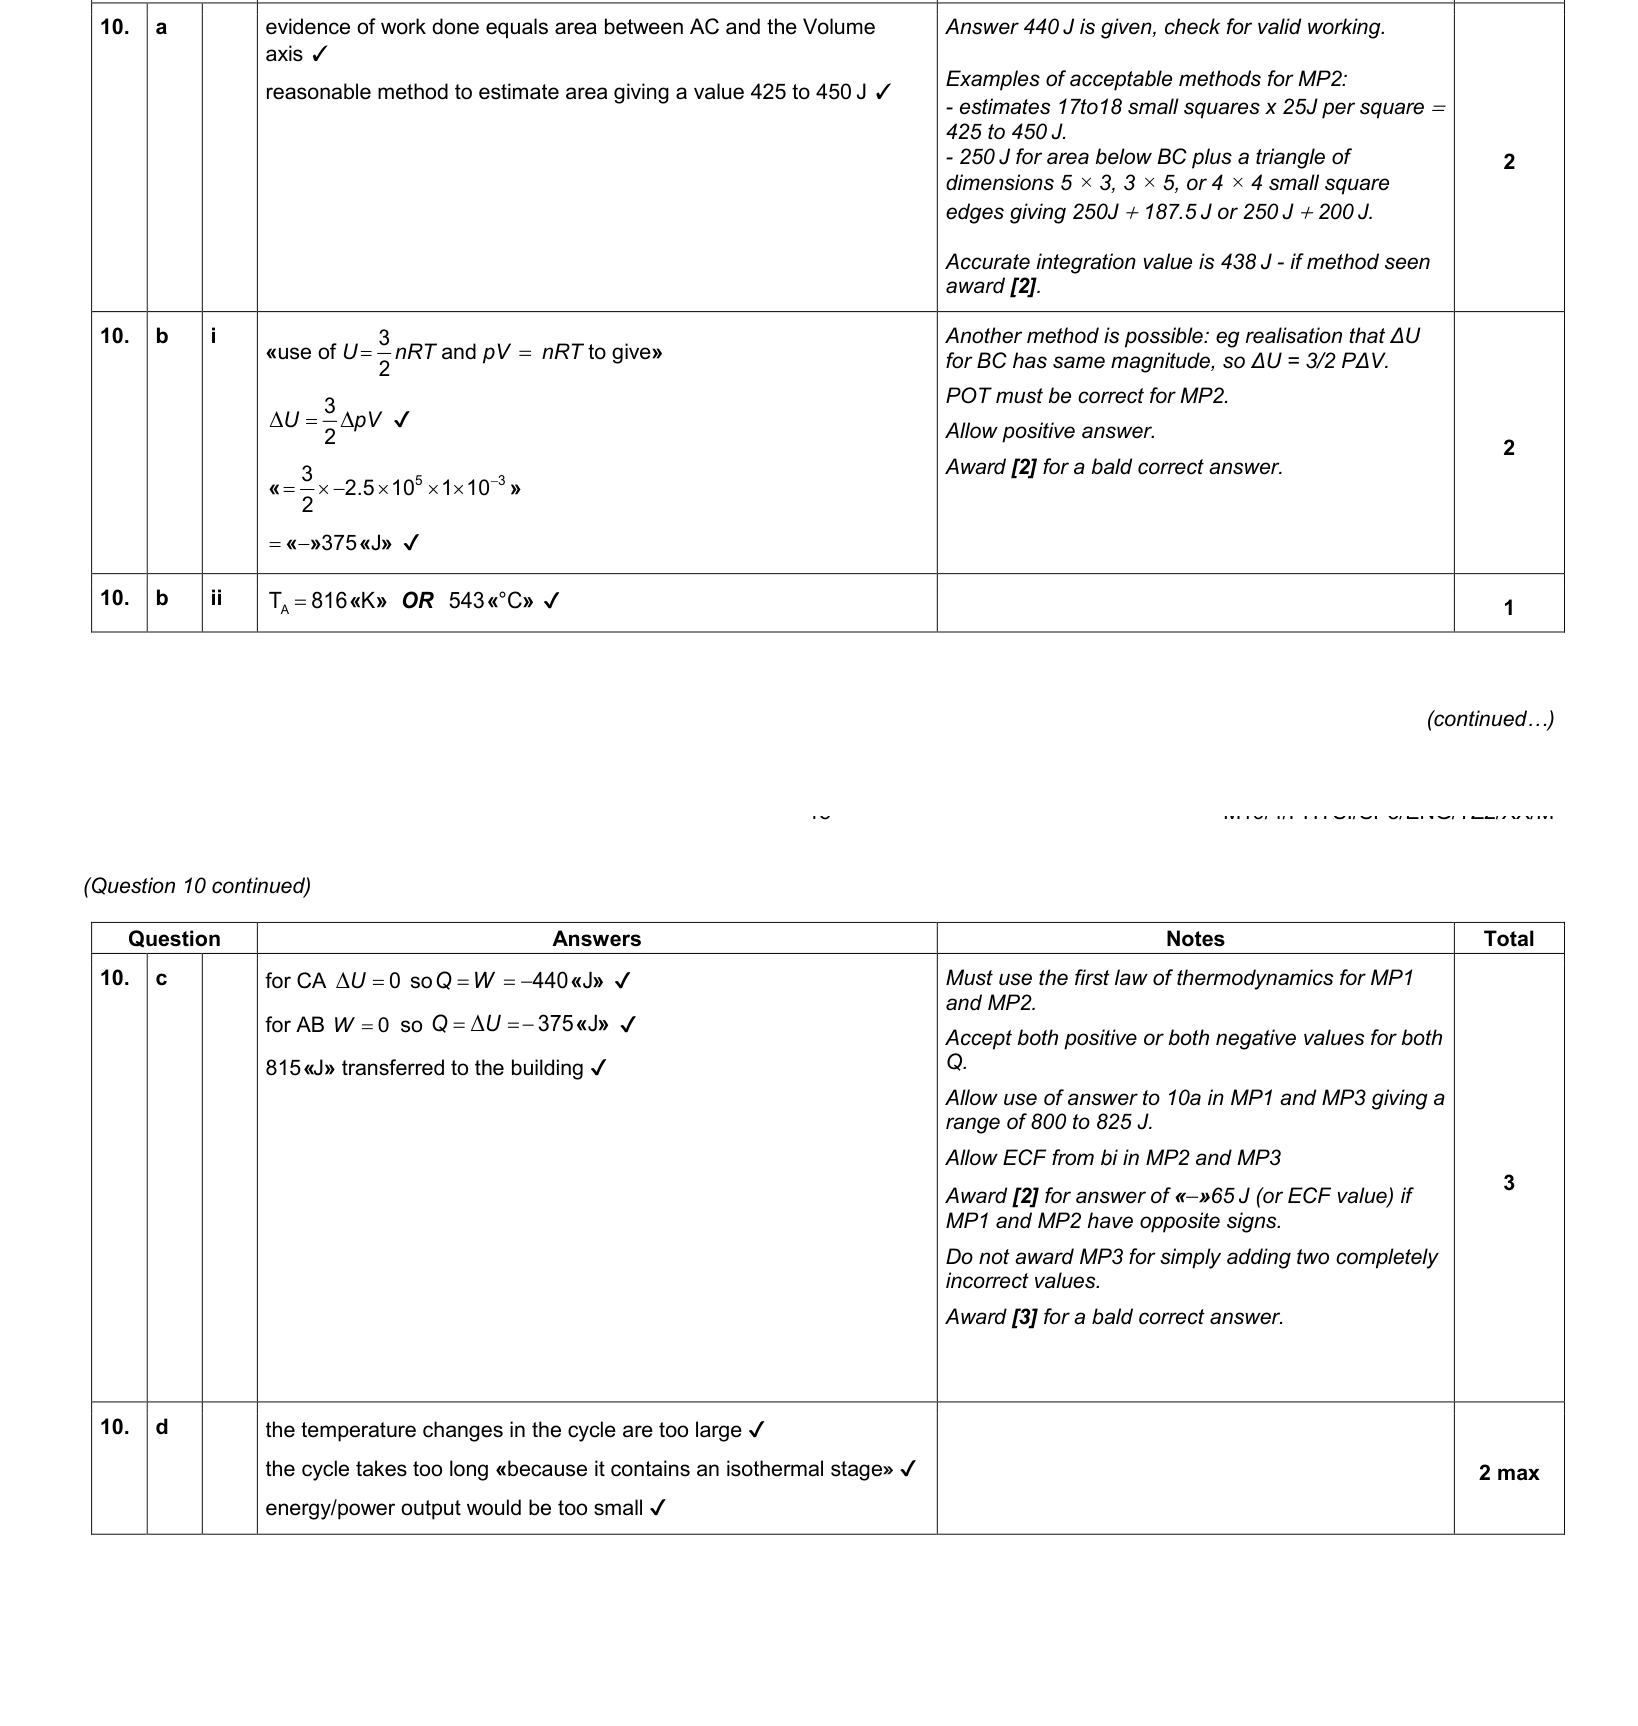 10. a evidence of work done equals area between AC and the Volume
axis ✓
reasonable method to estimate area giving a value 425 to 450 J ✓
Answer 440 J is given, check for valid working.
Examples of acceptable methods for MP2:
- estimates 17to18 small squares x 25J per square =
425 to 450 J.
- 250 J for area below BC plus a triangle of
dimensions 5 × 3, 3 × 5, or 4 × 4 small square
edges giving 250J + 187.5 J or 250 J + 200 J.
Accurate integration value is 438 J - if method seen
award [2].
2
10. b i «use of U = 3/2 nRT and pV = nRT to give»
ΔU = 3/2 ΔpV ✓
« = 3/2 × −2.5 × 10⁵ × 1 × 10⁻³ »
= «−»375 «J» ✓
Another method is possible: eg realisation that ΔU
for BC has same magnitude, so ΔU = 3/2 PΔV.
POT must be correct for MP2.
Allow positive answer.
Award [2] for a bald correct answer.
2
10. b ii T_A = 816 «K» OR 543 «°C» ✓
1
(continued…)
(Question 10 continued)
Question Answers Notes Total
10. c for CA ΔU = 0 so Q = W = −440 «J» ✓
for AB W = 0 so Q = ΔU = −375 «J» ✓
815 «J» transferred to the building ✓
Must use the first law of thermodynamics for MP1
and MP2.
Accept both positive or both negative values for both
Q.
Allow use of answer to 10a in MP1 and MP3 giving a
range of 800 to 825 J.
Allow ECF from bi in MP2 and MP3
Award [2] for answer of «−»65 J (or ECF value) if
MP1 and MP2 have opposite signs.
Do not award MP3 for simply adding two completely
incorrect values.
Award [3] for a bald correct answer.
3
10. d the temperature changes in the cycle are too large ✓
the cycle takes too long «because it contains an isothermal stage» ✓
energy/power output would be too small ✓
2 max